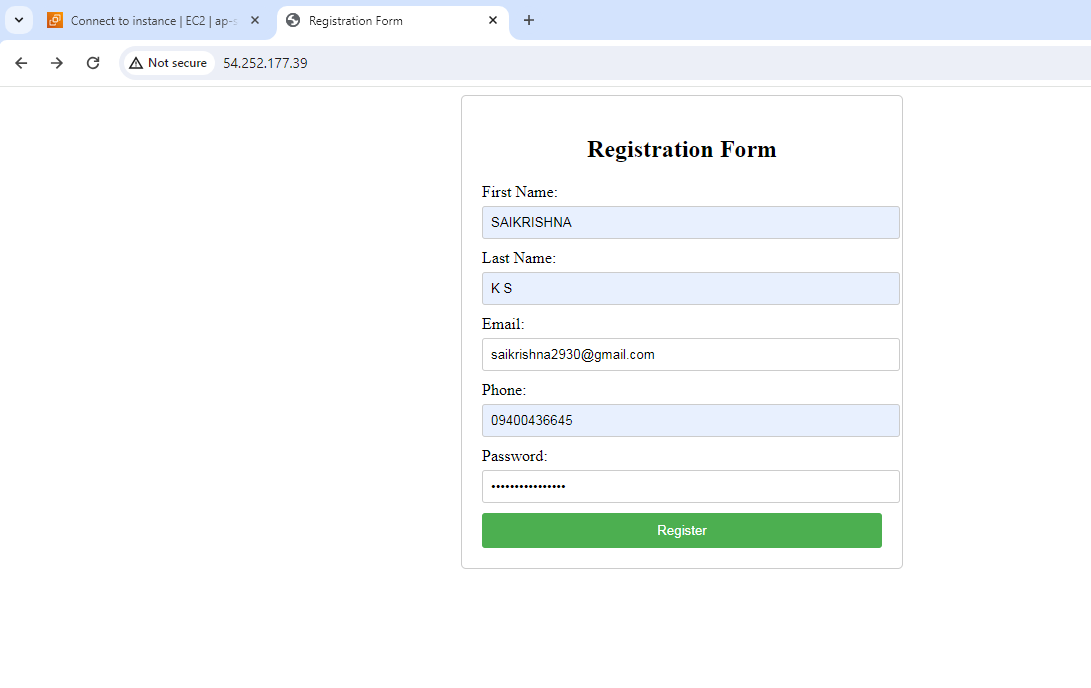 Connect to instance | EC2 | ap-s
Registration Form
Not secure
54.252.177.39
Registration Form
First Name:
SAIKRISHNA
Last Name:
K S
Email:
saikrishna2930@gmail.com
Phone:
09400436645
Password:
••••••••••••••••
Register